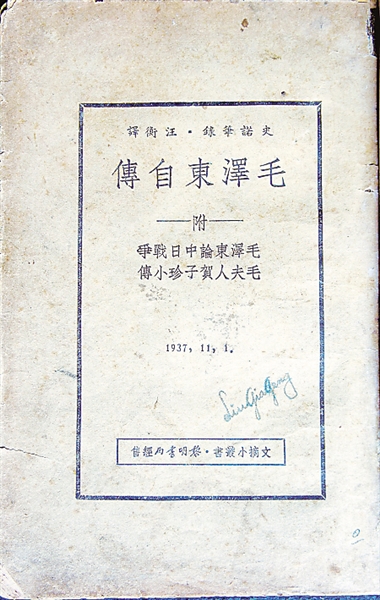 史諾筆錄・汪衡譯
毛澤東自傳
附
毛澤東論中日戰爭
毛夫人賀子珍小傳
1937, 11, 1.
LiuGiaGang
文摘小叢書・黎明書局經售